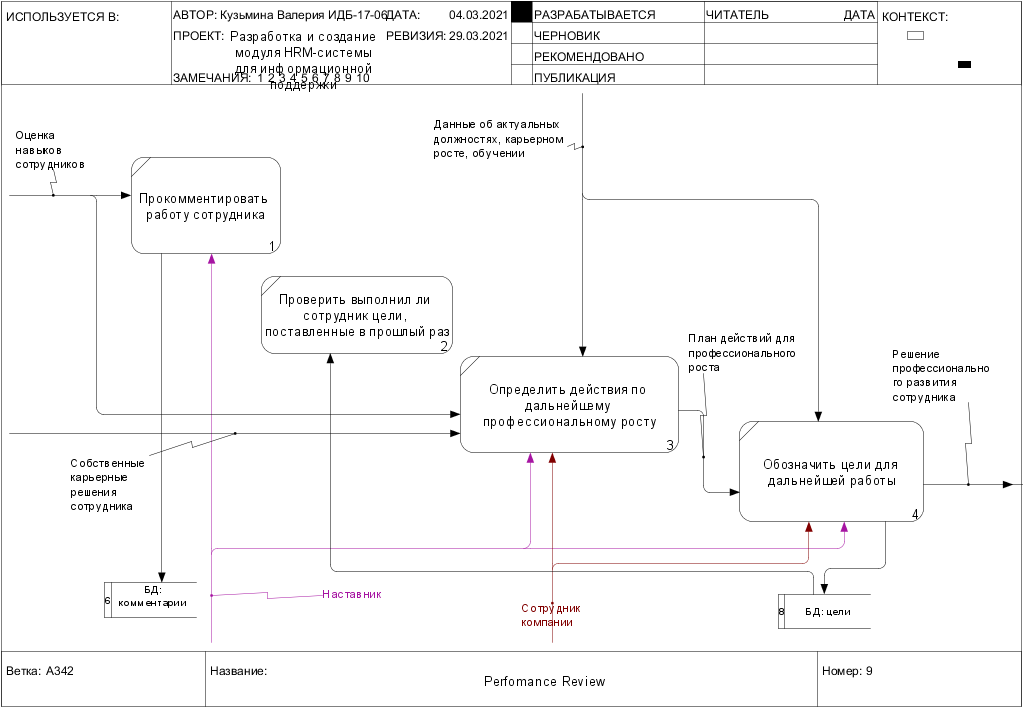 ИСПОЛЬЗУЕТСЯ В:
АВТОР: Кузьмина Валерия ИДБ-17-06
ДАТА: 04.03.2021
РАЗРАБАТЫВАЕТСЯ
ЧИТАТЕЛЬ
ДАТА
КОНТЕКСТ:
ПРОЕКТ: Разработка и создание
модуля HRM-системы
для информационной
поддержки
РЕВИЗИЯ: 29.03.2021
ЧЕРНОВИК
РЕКОМЕНДОВАНО
ЗАМЕЧАНИЯ: 1 2 3 4 5 6 7 8 9 10
ПУБЛИКАЦИЯ
Оценка
навыков
сотрудников
Данные об актуальных
должностях, карьерном
росте, обучении
Прокомментировать
работу сотрудника
1
Проверить выполнил ли
сотрудник цели,
поставленные в прошлый раз
2
План действий для
профессионального
роста
Решение
профессионально
го развития
сотрудника
Определить действия по
дальнейшему
профессиональному росту
3
Собственные
карьерные
решения
сотрудника
Обозначить цели для
дальнейшей работы
4
6
БД:
комментарии
Наставник
Сотрудник
компании
8
БД: цели
Ветка: A342
Название:
Perfomance Review
Номер: 9